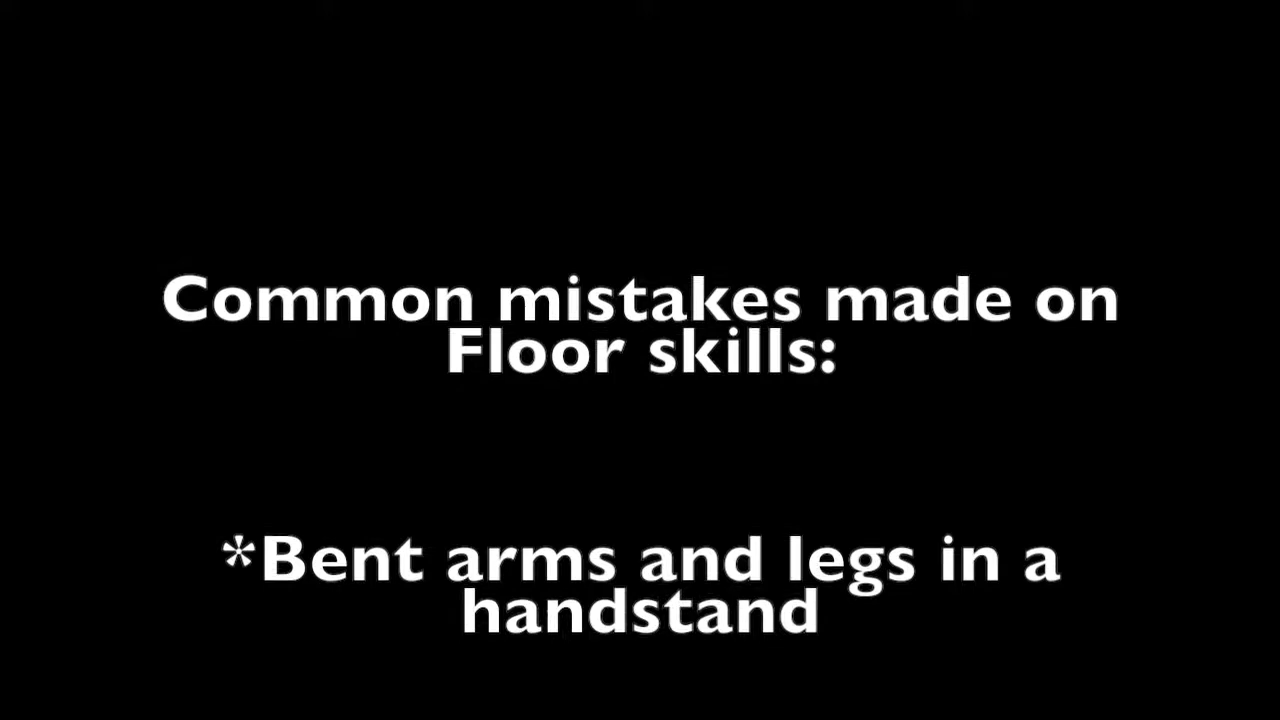 Common mistakes made on
Floor skills:
*Bent arms and legs in a
handstand